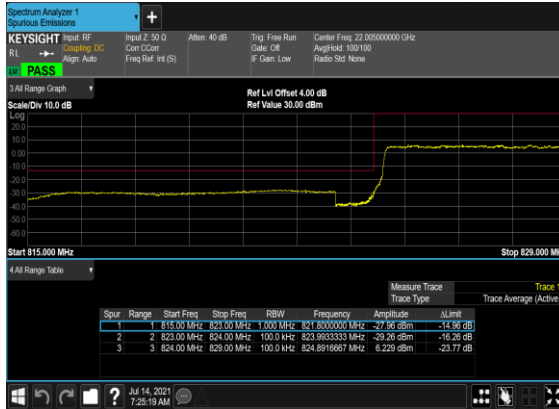 Spectrum Analyzer 1
Spurious Emissions
KEYSIGHT
RL
Input: RF
Coupling: DC
Align: Auto
Input Z: 50 Ω
Corr CCorr
Freq Ref: Int (S)
Atten: 40 dB
Trig: Free Run
Gate: Off
IF Gain: Low
Center Freq: 22.005000000 GHz
Avg|Hold: 100/100
Radio Std: None
PASS
3 All Range Graph
Scale/Div 10.0 dB
Ref Lvl Offset 4.00 dB
Ref Value 30.00 dBm
Log
20.0
10.0
0.00
-10.0
-20.0
-30.0
-40.0
-50.0
-60.0
Start 815.000 MHz
Stop 829.000 MH
4 All Range Table
Measure Trace Trace 1
Trace Type Trace Average (Active
Spur Range Start Freq Stop Freq RBW Frequency Amplitude ΔLimit
1 1 815.00 MHz 823.00 MHz 1.000 MHz 821.8000000 MHz -27.96 dBm -14.96 dB
2 2 823.00 MHz 824.00 MHz 100.0 kHz 823.9933333 MHz -29.26 dBm -16.26 dB
3 3 824.00 MHz 829.00 MHz 100.0 kHz 824.8916667 MHz 6.229 dBm -23.77 dB
?
Jul 14, 2021
7:25:19 AM